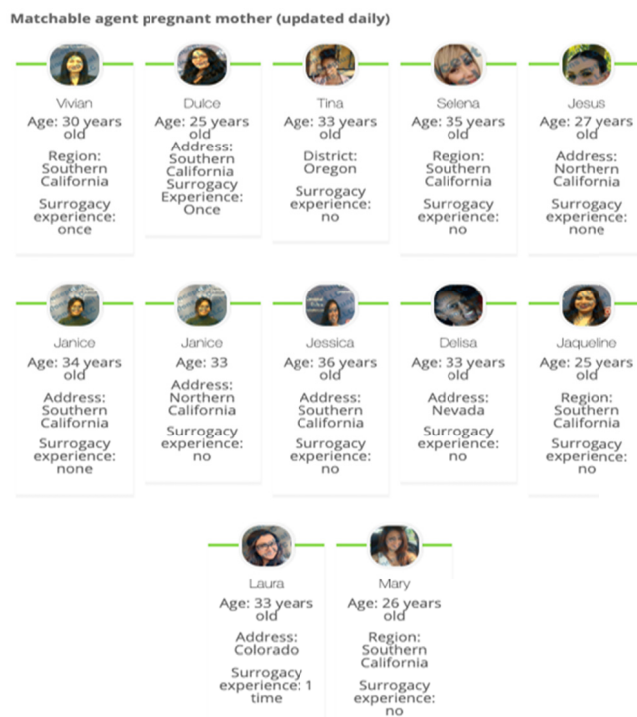 Matchable agent pregnant mother (updated daily)
Vivian
Age: 30 years
old
Region:
Southern
California
Surrogacy
experience:
once
Dulce
Age: 25 years
old
Address:
Southern
California
Surrogacy
Experience:
Once
Tina
Age: 33 years
old
District:
Oregon
Surrogacy
experience:
no
Selena
Age: 35 years
old
Region:
Southern
California
Surrogacy
experience:
no
Jesus
Age: 27 years
old
Address:
Northern
California
Surrogacy
experience:
none
Janice
Age: 34 years
old
Address:
Southern
California
Surrogacy
experience:
none
Janice
Age: 33
Address:
Northern
California
Surrogacy
experience:
no
Jessica
Age: 36 years
old
Address:
Southern
California
Surrogacy
experience:
no
Delisa
Age: 33 years
old
Address:
Nevada
Surrogacy
experience:
no
Jaqueline
Age: 25 years
old
Region:
Southern
California
Surrogacy
experience:
no
Laura
Age: 33 years
old
Address:
Colorado
Surrogacy
experience: 1
time
Mary
Age: 26 years
old
Region:
Southern
California
Surrogacy
experience:
no